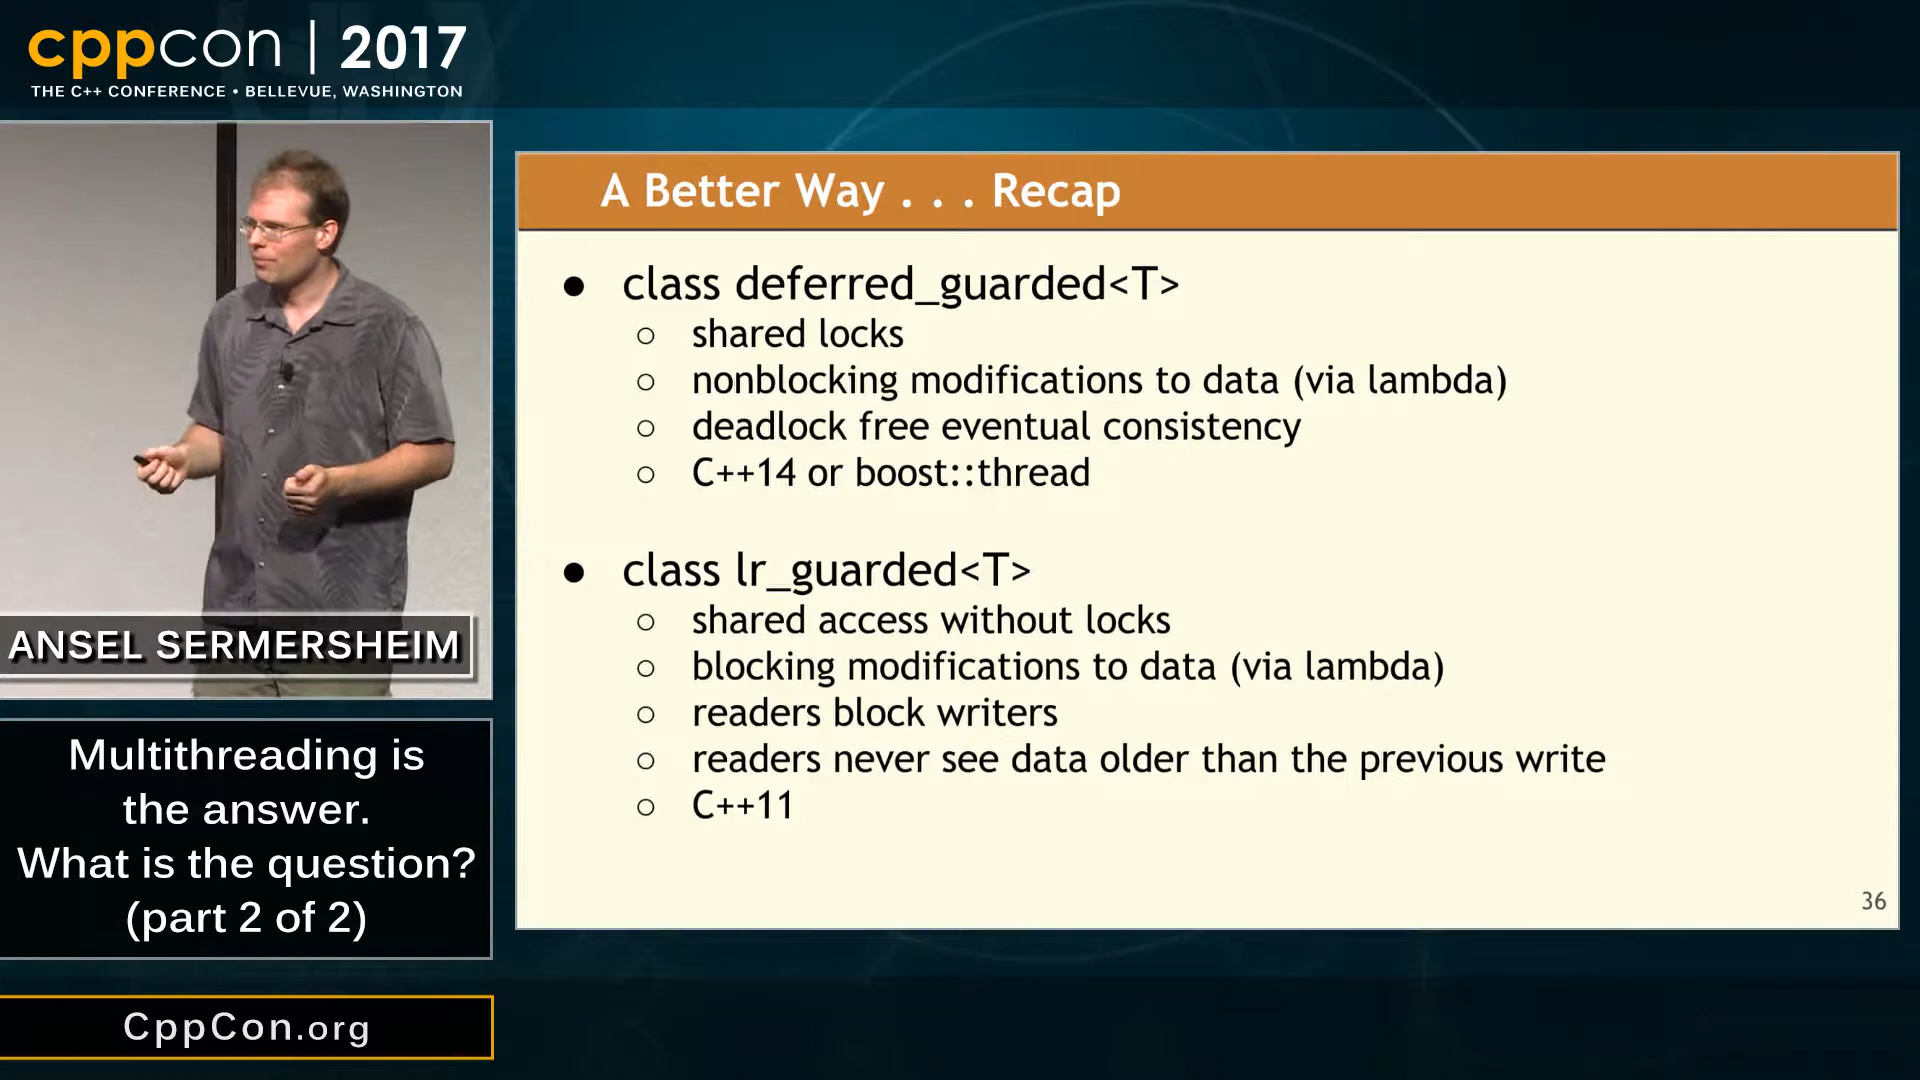 cppcon | 2017
THE C++ CONFERENCE • BELLEVUE, WASHINGTON
ANSEL SERMERSHEIM
Multithreading is
the answer.
What is the question?
(part 2 of 2)
CppCon.org
A Better Way . . . Recap
● class deferred_guarded<T>
○ shared locks
○ nonblocking modifications to data (via lambda)
○ deadlock free eventual consistency
○ C++14 or boost::thread
● class lr_guarded<T>
○ shared access without locks
○ blocking modifications to data (via lambda)
○ readers block writers
○ readers never see data older than the previous write
○ C++11
36